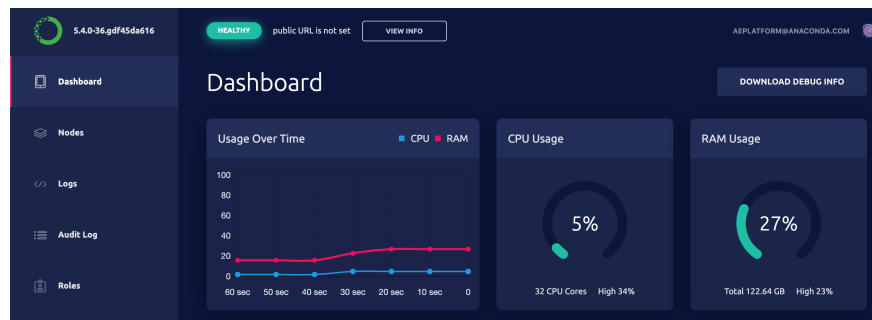 5.4.0-36.gdf45da616
HEALTHY public URL is not set VIEW INFO
AEPLATFORM@ANACONDA.COM
Dashboard
Nodes
Logs
Audit Log
Roles
Dashboard
DOWNLOAD DEBUG INFO
Usage Over Time CPU RAM
100
80
60
40
20
0
60 sec 50 sec 40 sec 30 sec 20 sec 10 sec 0
CPU Usage
5%
32 CPU Cores High 34%
RAM Usage
27%
Total 122.64 GB High 23%